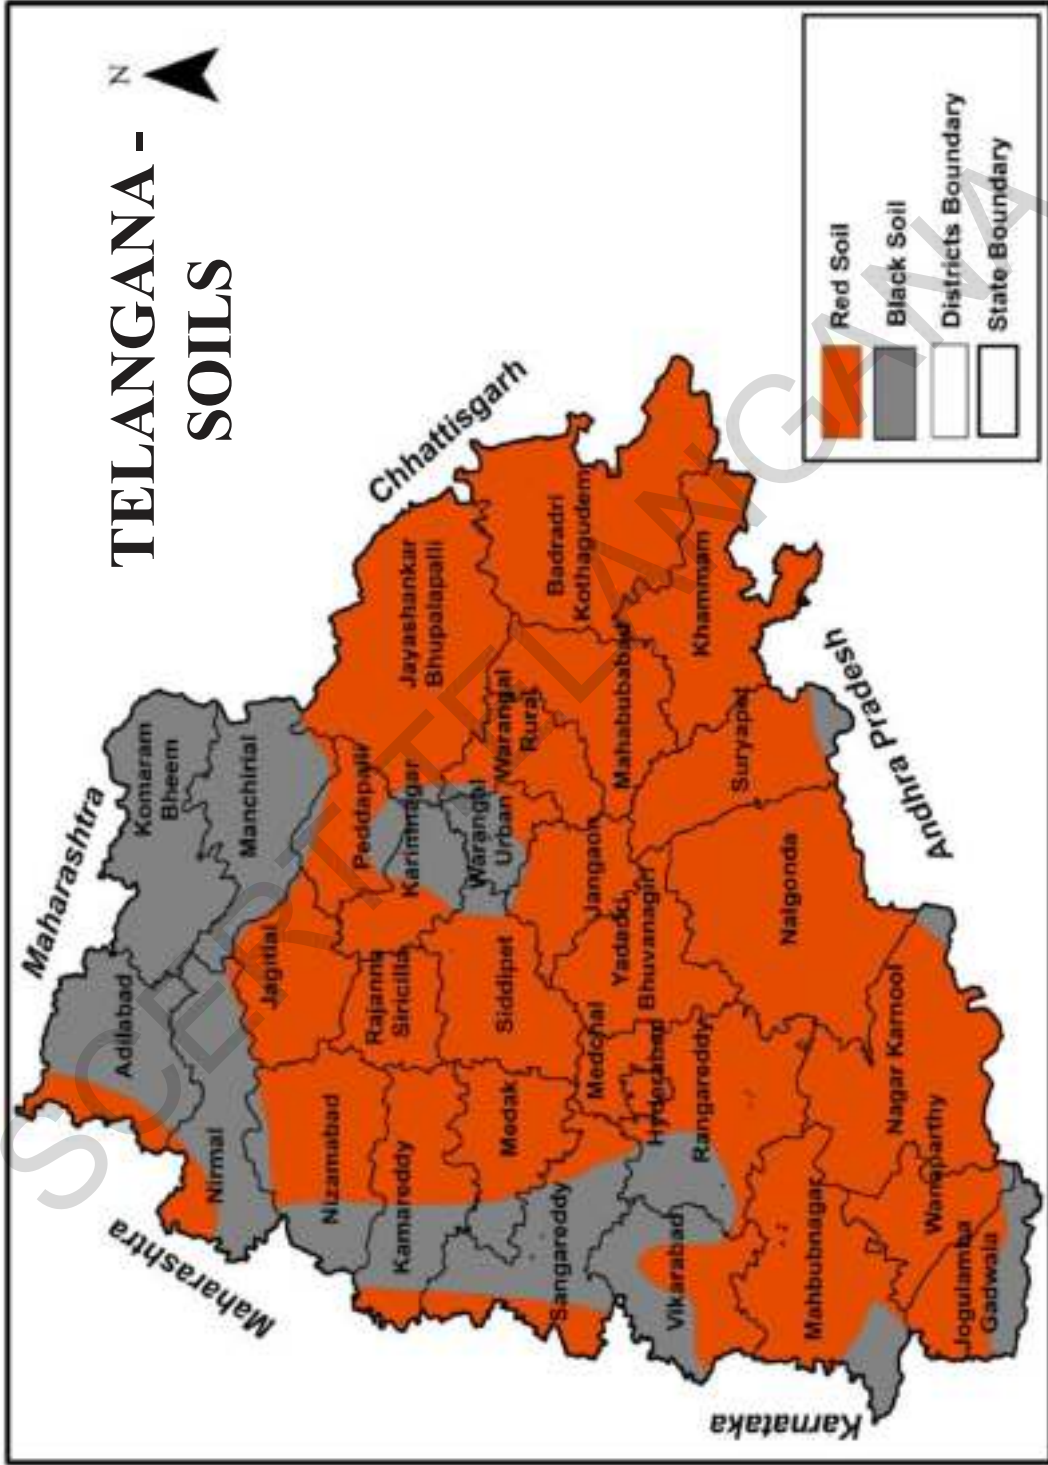 TELANGANA -
SOILS
N
Maharashtra
Maharashtra
Chhattisgarh
Andhra Pradesh
Karnataka
Komaram
Bheem
Adilabad
Manchirial
Nirmal
Jagtial
Peddapalli
Jayashankar
Bhupalapalli
Nizamabad
Rajanna
Siricilla
Karimnagar
Kamareddy
Warangal
Urban
Warangal
Rural
Badradri
Kothagudem
Medak
Siddipet
Sangareddy
Jangaon
Mahabubabad
Medchal
Yadadri
Bhuvanagiri
Khammam
Hyderabad
Suryapat
Vikarabad
Rangareddy
Nalgonda
Mahbubnagar
Nagar Karnool
Wanaparthy
Jogulamba
Gadwala
Red Soil
Black Soil
Districts Boundary
State Boundary
SCERT TELANGANA